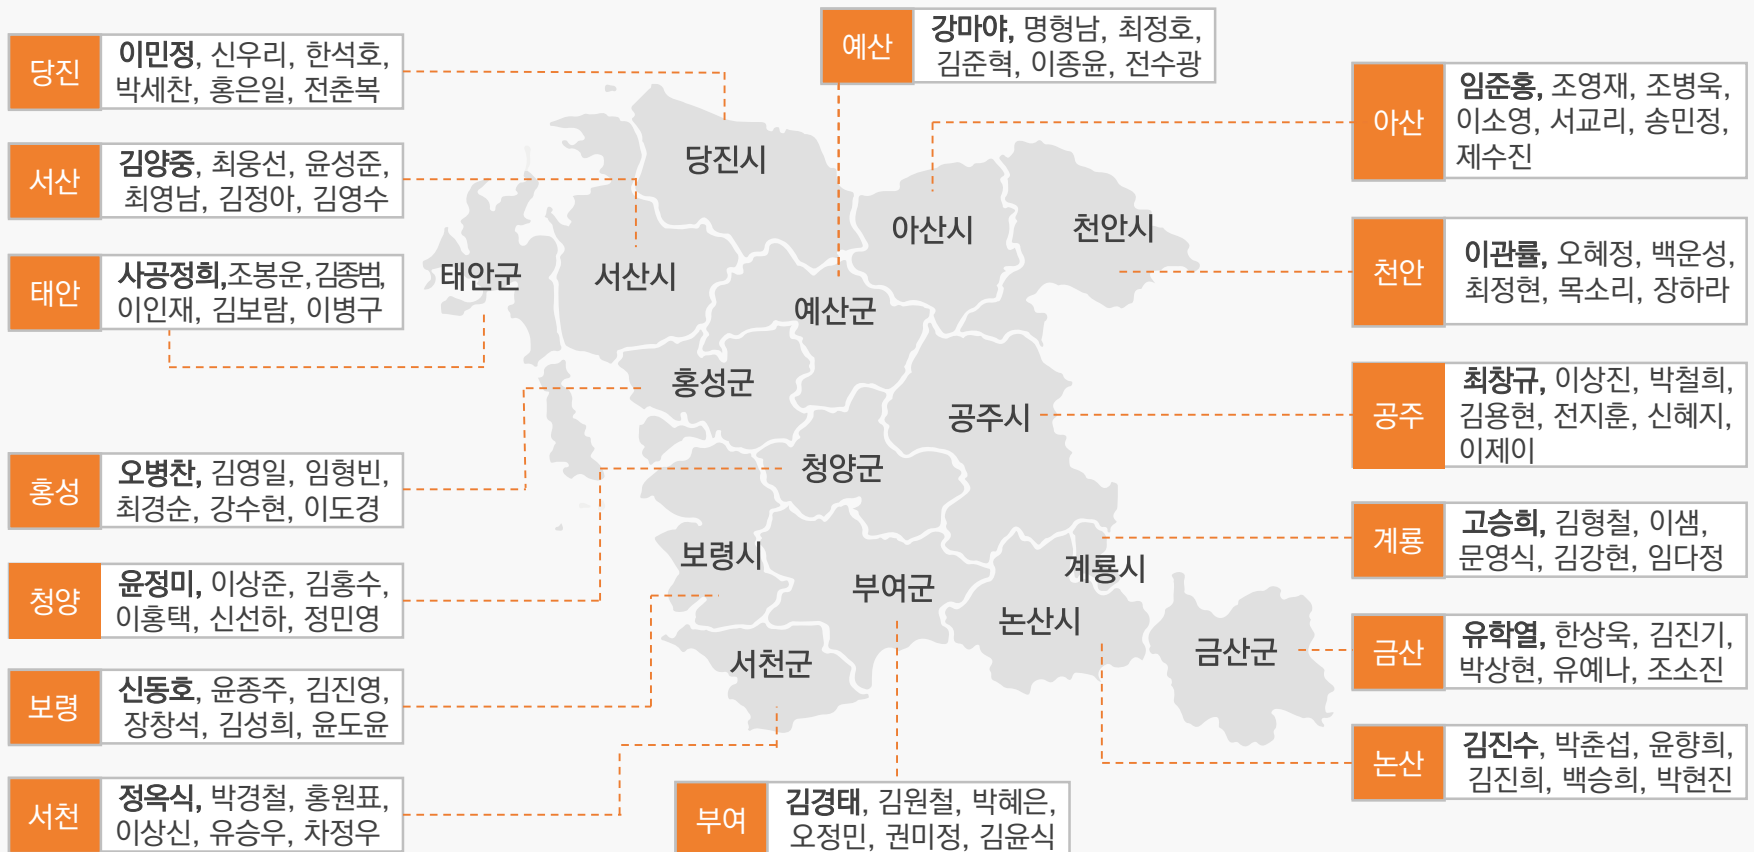 당진
이민정, 신우리, 한석호,
박세찬, 홍은일, 전춘복
서산
김양중, 최웅선, 윤성준,
최영남, 김정아, 김영수
태안
사공정희,조봉운, 김종범,
이인재, 김보람, 이병구
홍성
오병찬, 김영일, 임형빈,
최경순, 강수현, 이도경
청양
윤정미, 이상준, 김홍수,
이홍택, 신선하, 정민영
보령
신동호, 윤종주, 김진영,
장창석, 김성희, 윤도윤
서천
정옥식, 박경철, 홍원표,
이상신, 유승우, 차정우
예산
강마야, 명형남, 최정호,
김준혁, 이종윤, 전수광
당진시
아산시
천안시
태안군
서산시
예산군
홍성군
공주시
청양군
보령시
부여군
계룡시
논산시
서천군
금산군
부여
김경태, 김원철, 박혜은,
오정민, 권미정, 김윤식
아산
임준홍, 조영재, 조병욱,
이소영, 서교리, 송민정,
제수진
천안
이관률, 오혜정, 백운성,
최정현, 목소리, 장하라
공주
최창규, 이상진, 박철희,
김용현, 전지훈, 신혜지,
이제이
계룡
고승희, 김형철, 이샘,
문영식, 김강현, 임다정
금산
유학열, 한상욱, 김진기,
박상현, 유예나, 조소진
논산
김진수, 박춘섭, 윤향희,
김진희, 백승희, 박현진